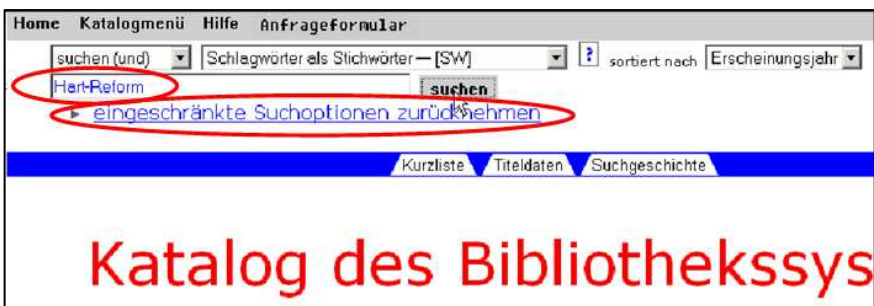 Home Katalogmenü Hilfe Anfrageformular
suchen (und) Schlagwörter als Stichwörter — [SW] ? sortiert nach Erscheinungsjahr
Hart-Reform suchen
eingeschränkte Suchoptionen zurücknehmen
Kurzliste Titeldaten Suchgeschichte
Katalog des Bibliothekssys